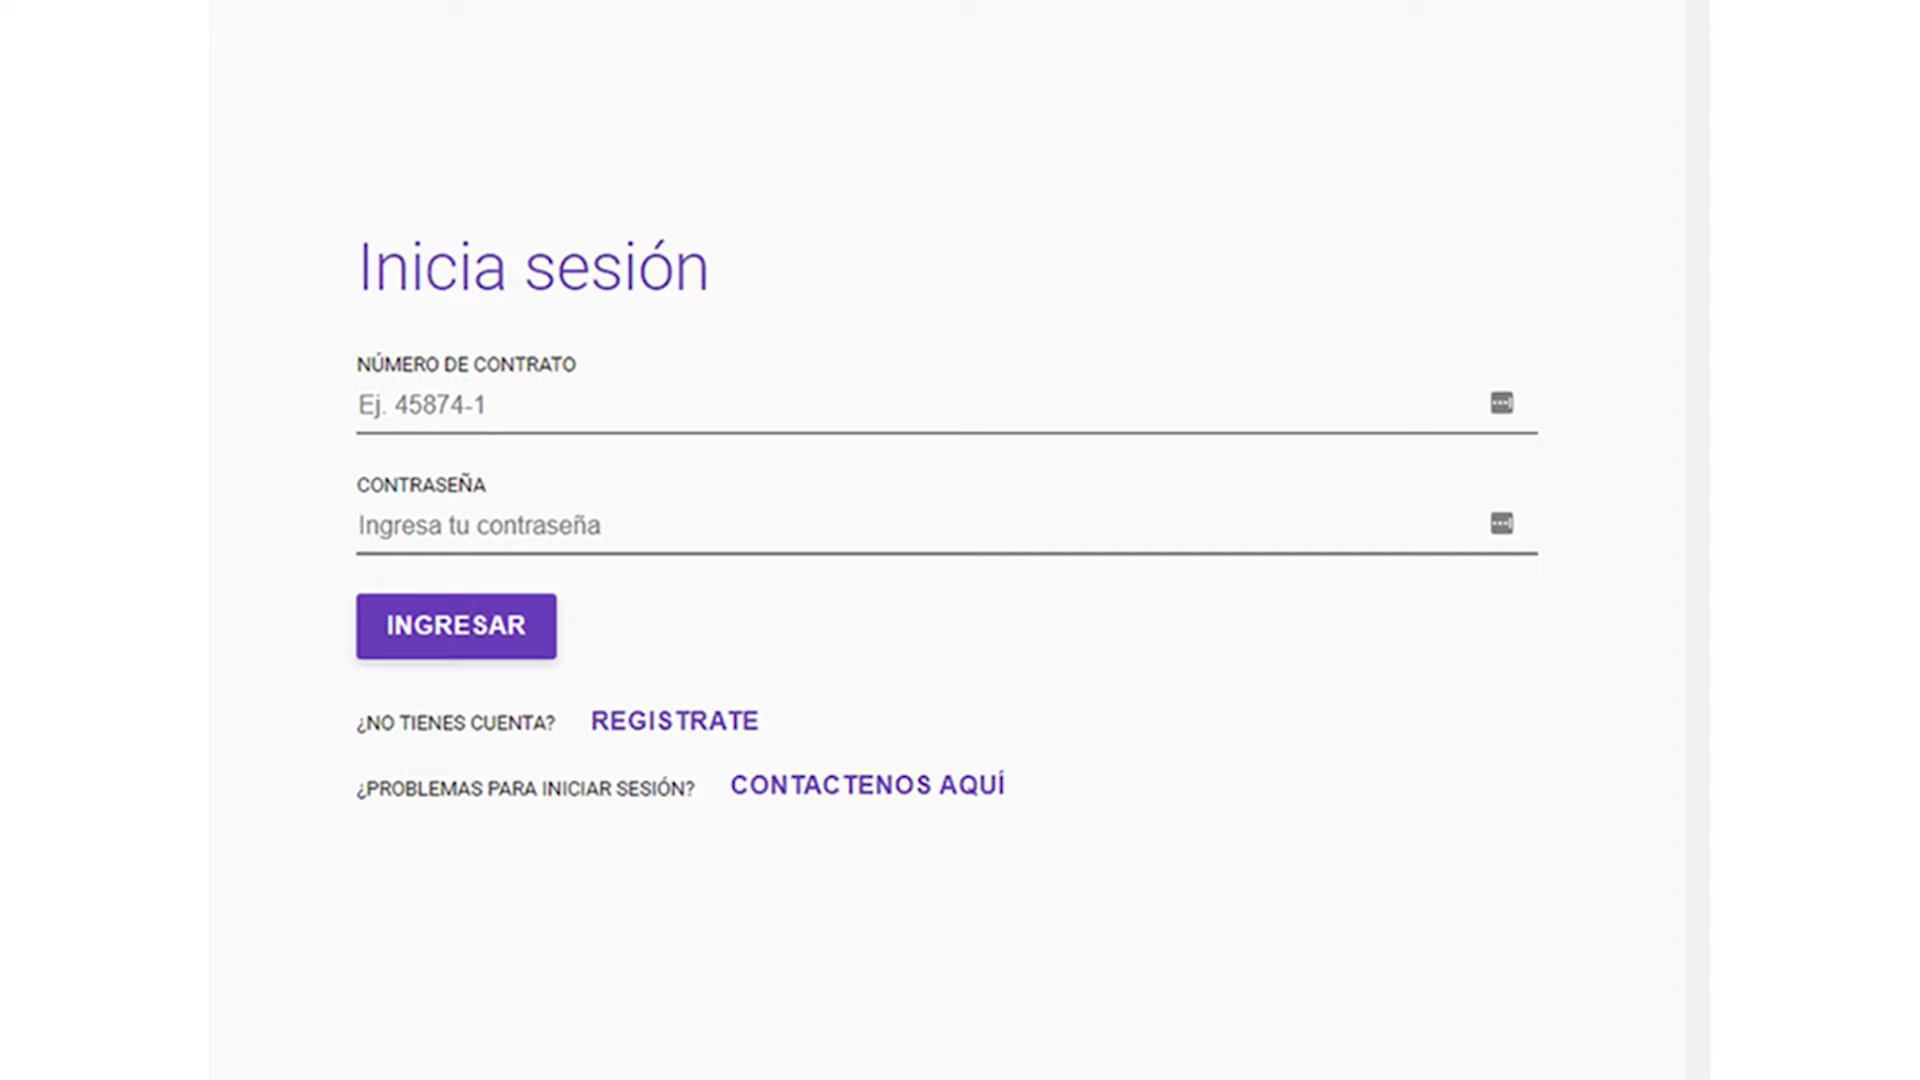 Inicia sesión
NÚMERO DE CONTRATO
Ej. 45874-1
CONTRASEÑA
Ingresa tu contraseña
INGRESAR
¿NO TIENES CUENTA? REGISTRATE
¿PROBLEMAS PARA INICIAR SESIÓN? CONTACTENOS AQUÍ